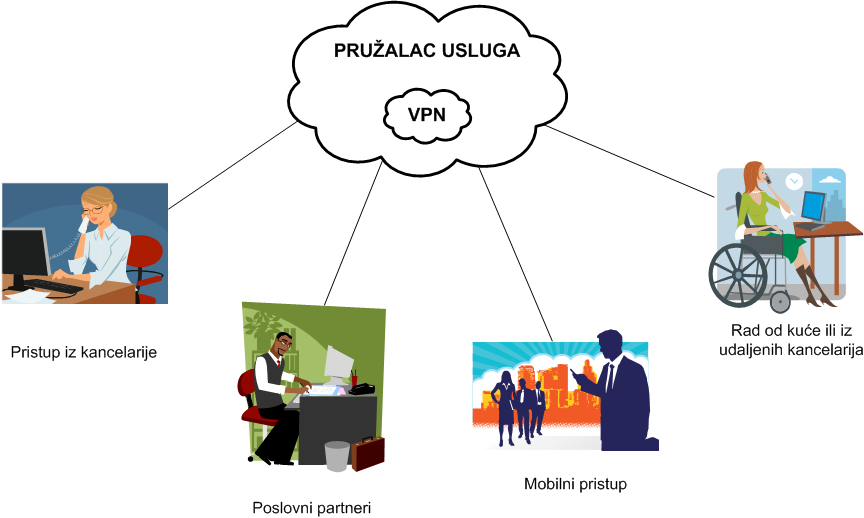 PRUŽALAC USLUGA
VPN
Pristup iz kancelarije
Poslovni partneri
Mobilni pristup
Rad od kuće ili iz
udaljenih kancelarija